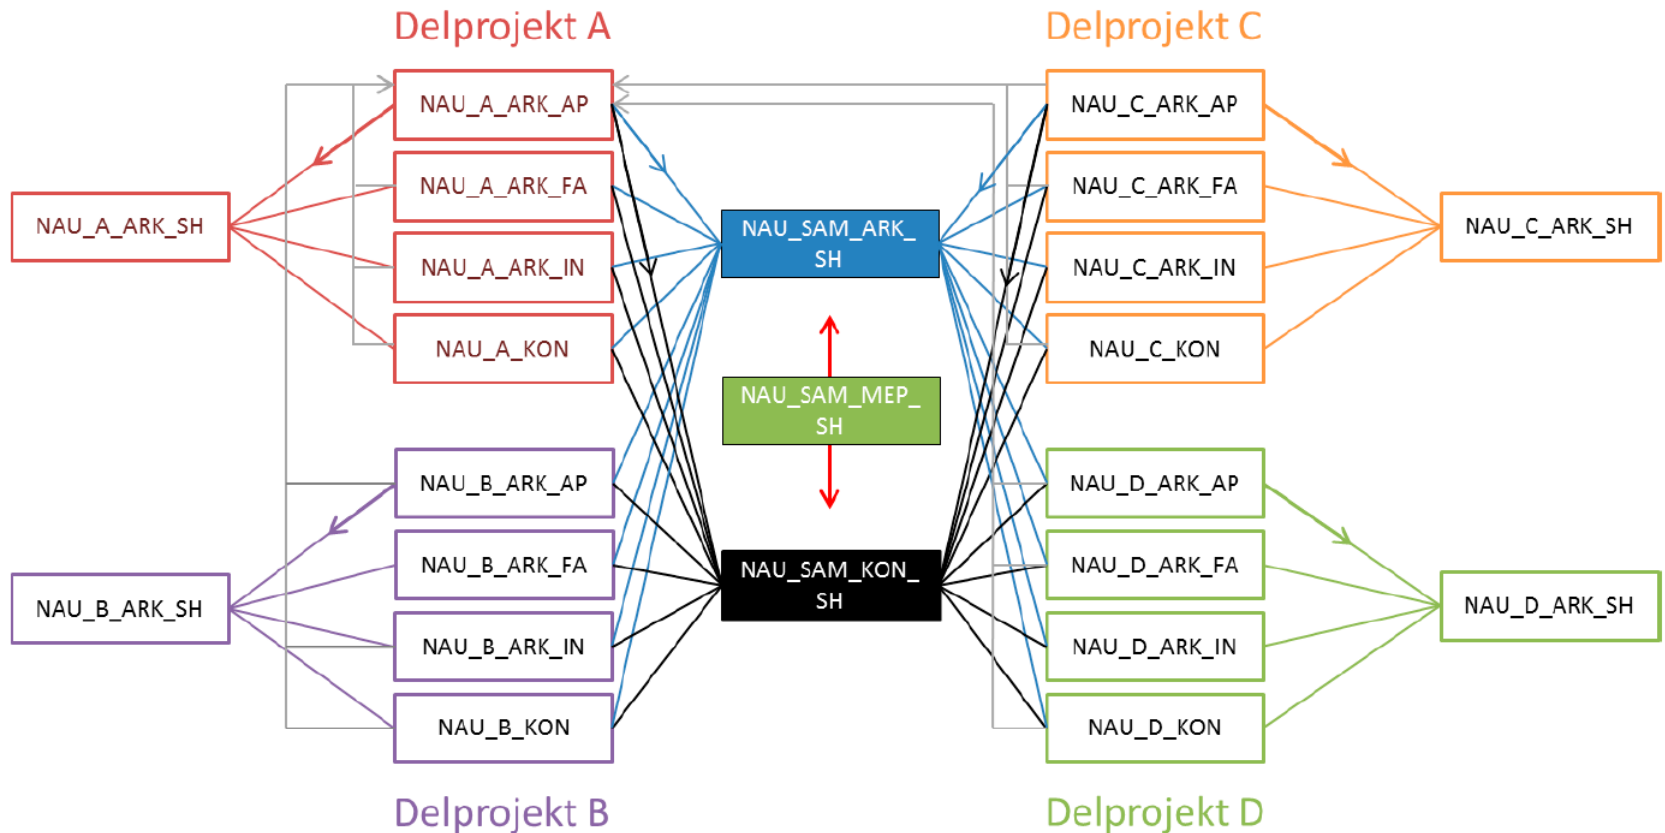 Delprojekt A
Delprojekt C
NAU_A_ARK_AP
NAU_A_ARK_FA
NAU_A_ARK_IN
NAU_A_KON
NAU_A_ARK_SH
NAU_SAM_ARK_
SH
NAU_SAM_MEP_
SH
NAU_SAM_KON_
SH
NAU_C_ARK_AP
NAU_C_ARK_FA
NAU_C_ARK_IN
NAU_C_KON
NAU_C_ARK_SH
NAU_B_ARK_AP
NAU_B_ARK_FA
NAU_B_ARK_IN
NAU_B_KON
NAU_B_ARK_SH
NAU_D_ARK_AP
NAU_D_ARK_FA
NAU_D_ARK_IN
NAU_D_KON
NAU_D_ARK_SH
Delprojekt B
Delprojekt D